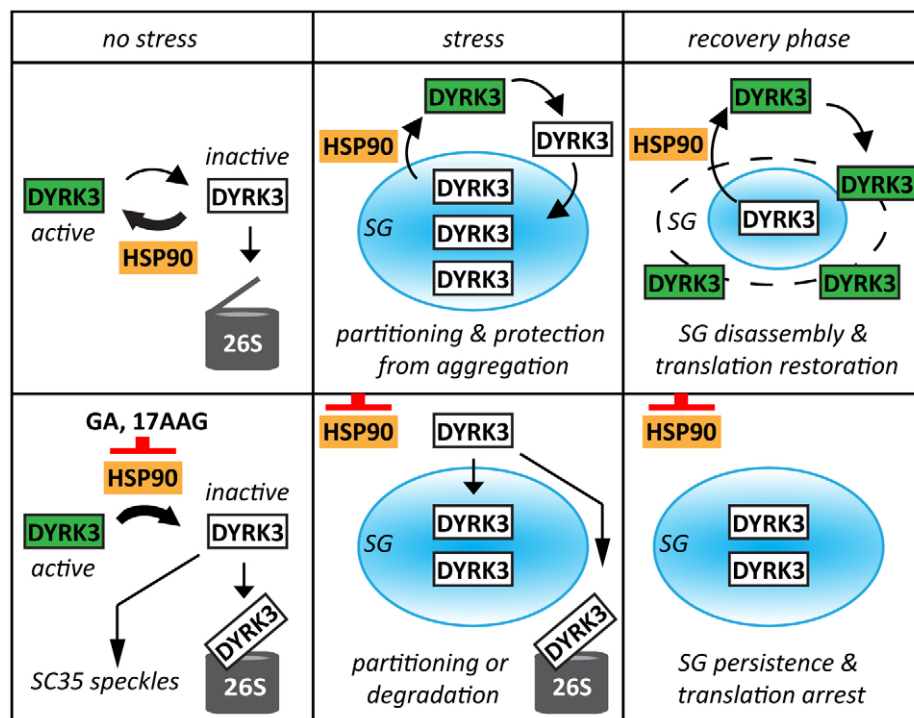 no stress
stress
recovery phase
inactive
DYRK3
DYRK3
active
HSP90
26S
DYRK3
DYRK3
HSP90
DYRK3
SG
DYRK3
DYRK3
partitioning & protection
from aggregation
DYRK3
HSP90
DYRK3
SG
DYRK3
DYRK3
DYRK3
SG disassembly &
translation restoration
GA, 17AAG
HSP90
inactive
DYRK3
DYRK3
active
DYRK3
SC35 speckles
26S
HSP90
DYRK3
DYRK3
SG
DYRK3
DYRK3
partitioning or
degradation
26S
HSP90
DYRK3
SG
DYRK3
SG persistence &
translation arrest